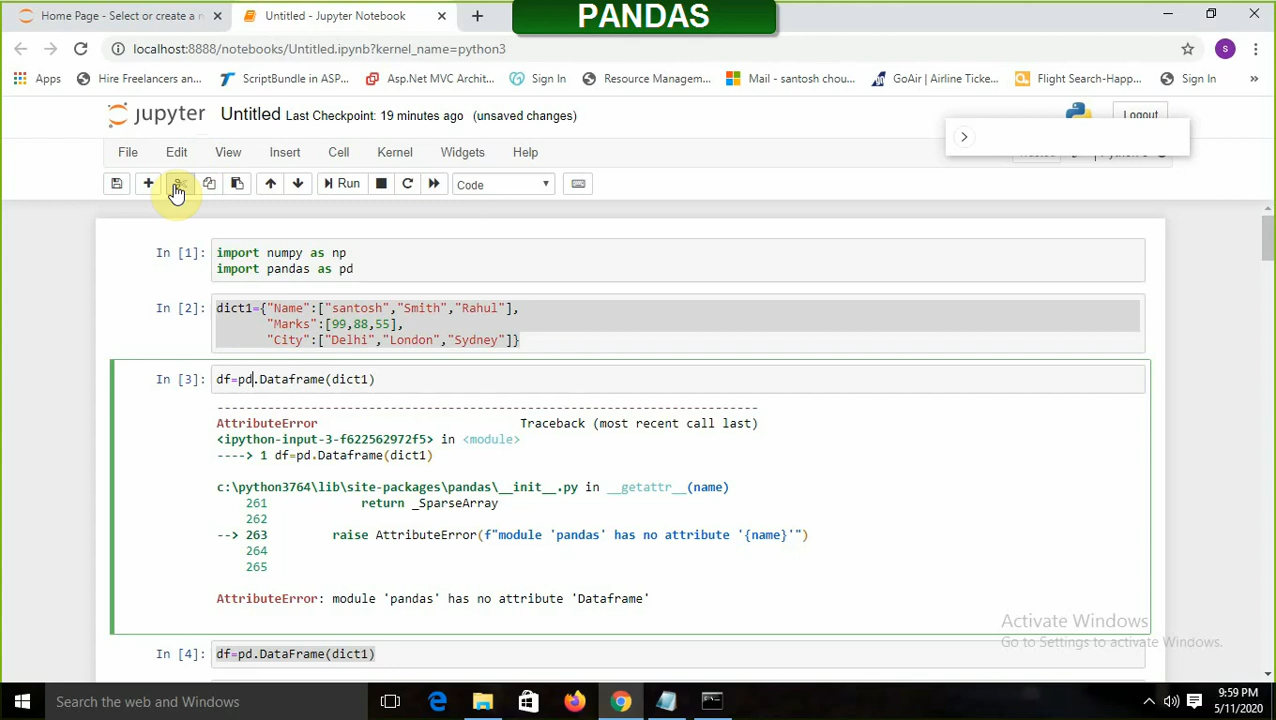 PANDAS
Home Page - Select or create a n
Untitled - Jupyter Notebook
localhost:8888/notebooks/Untitled.ipynb?kernel_name=python3
s
Apps
Hire Freelancers an...
ScriptBundle in ASP...
Asp.Net MVC Archit...
Sign In
Resource Managem...
Mail - santosh chou...
GoAir | Airline Ticke...
Flight Search-Happ...
Sign In
»
jupyter Untitled Last Checkpoint: 19 minutes ago (unsaved changes)
Logout
File Edit View Insert Cell Kernel Widgets Help
Run
Code
In [1]: import numpy as np
import pandas as pd
In [2]: dict1={"Name":["santosh","Smith","Rahul"],
"Marks":[99,88,55],
"City":["Delhi","London","Sydney"]}
In [3]: df=pd.Dataframe(dict1)
---------------------------------------------------------------------------
AttributeError Traceback (most recent call last)
<ipython-input-3-f622562972f5> in <module>
----> 1 df=pd.Dataframe(dict1)
c:\python3764\lib\site-packages\pandas\__init__.py in __getattr__(name)
261 return _SparseArray
262
--> 263 raise AttributeError(f"module 'pandas' has no attribute '{name}'")
264
265
AttributeError: module 'pandas' has no attribute 'Dataframe'
Activate Windows
Go to Settings to activate Windows.
In [4]: df=pd.DataFrame(dict1)
Search the web and Windows
9:59 PM
5/11/2020